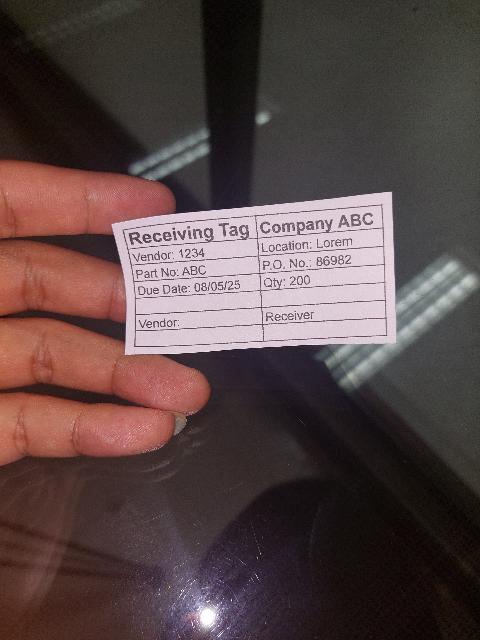 Receiving Tag Company ABC
Vendor: 1234 Location: Lorem
Part No: ABC P.O. No.: 86982
Due Date: 08/05/25 Qty: 200
Vendor: Receiver